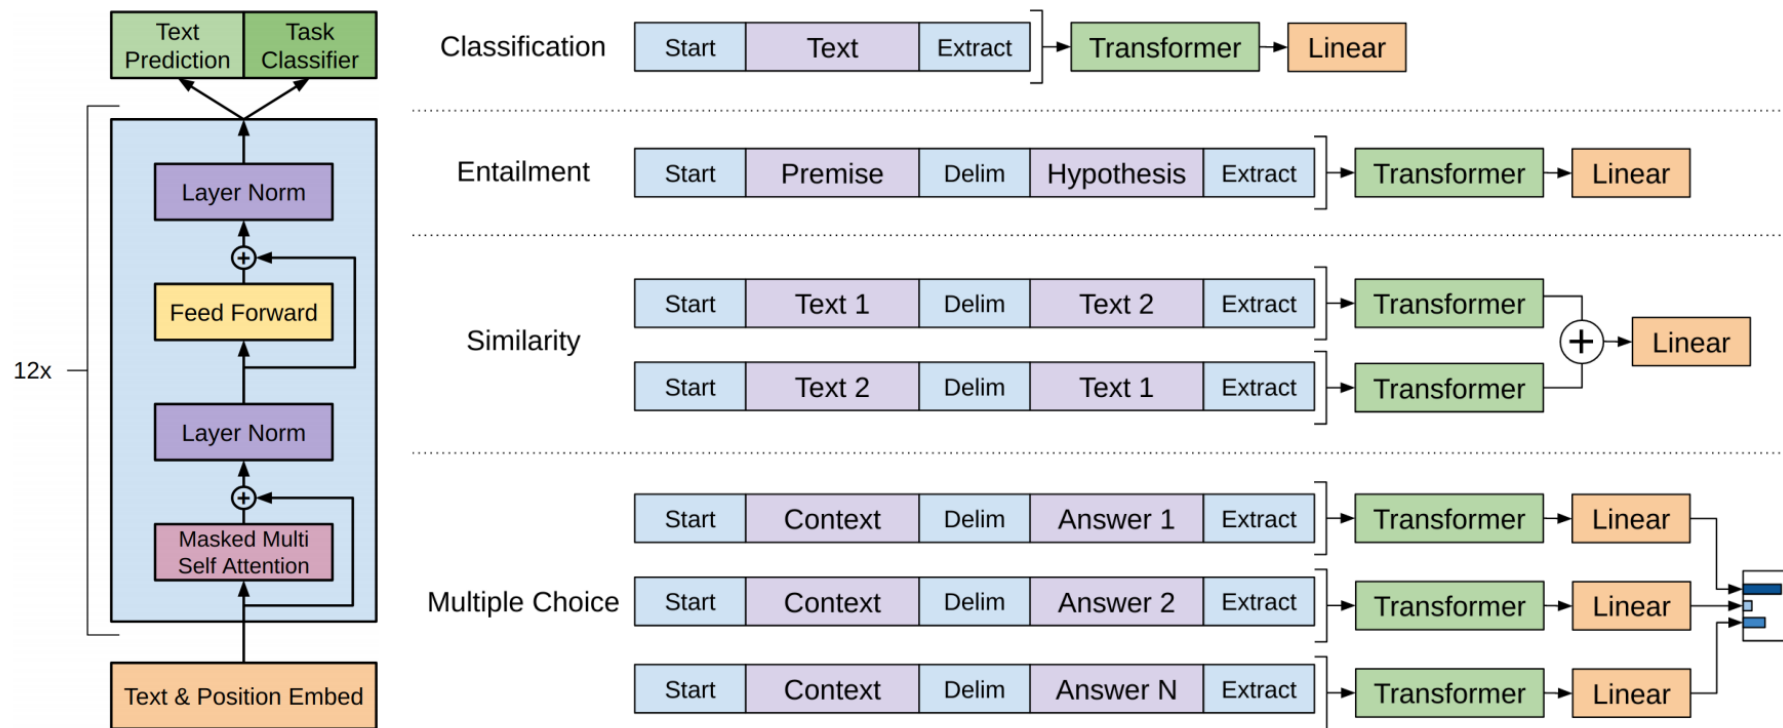 Text
Prediction
Task
Classifier
Layer Norm
+
Feed Forward
12x
Layer Norm
+
Masked Multi
Self Attention
Text & Position Embed
Classification
Start Text Extract Transformer Linear
Entailment
Start Premise Delim Hypothesis Extract Transformer Linear
Similarity
Start Text 1 Delim Text 2 Extract Transformer
+ Linear
Start Text 2 Delim Text 1 Extract Transformer
Multiple Choice
Start Context Delim Answer 1 Extract Transformer Linear
Start Context Delim Answer 2 Extract Transformer Linear
Start Context Delim Answer N Extract Transformer Linear